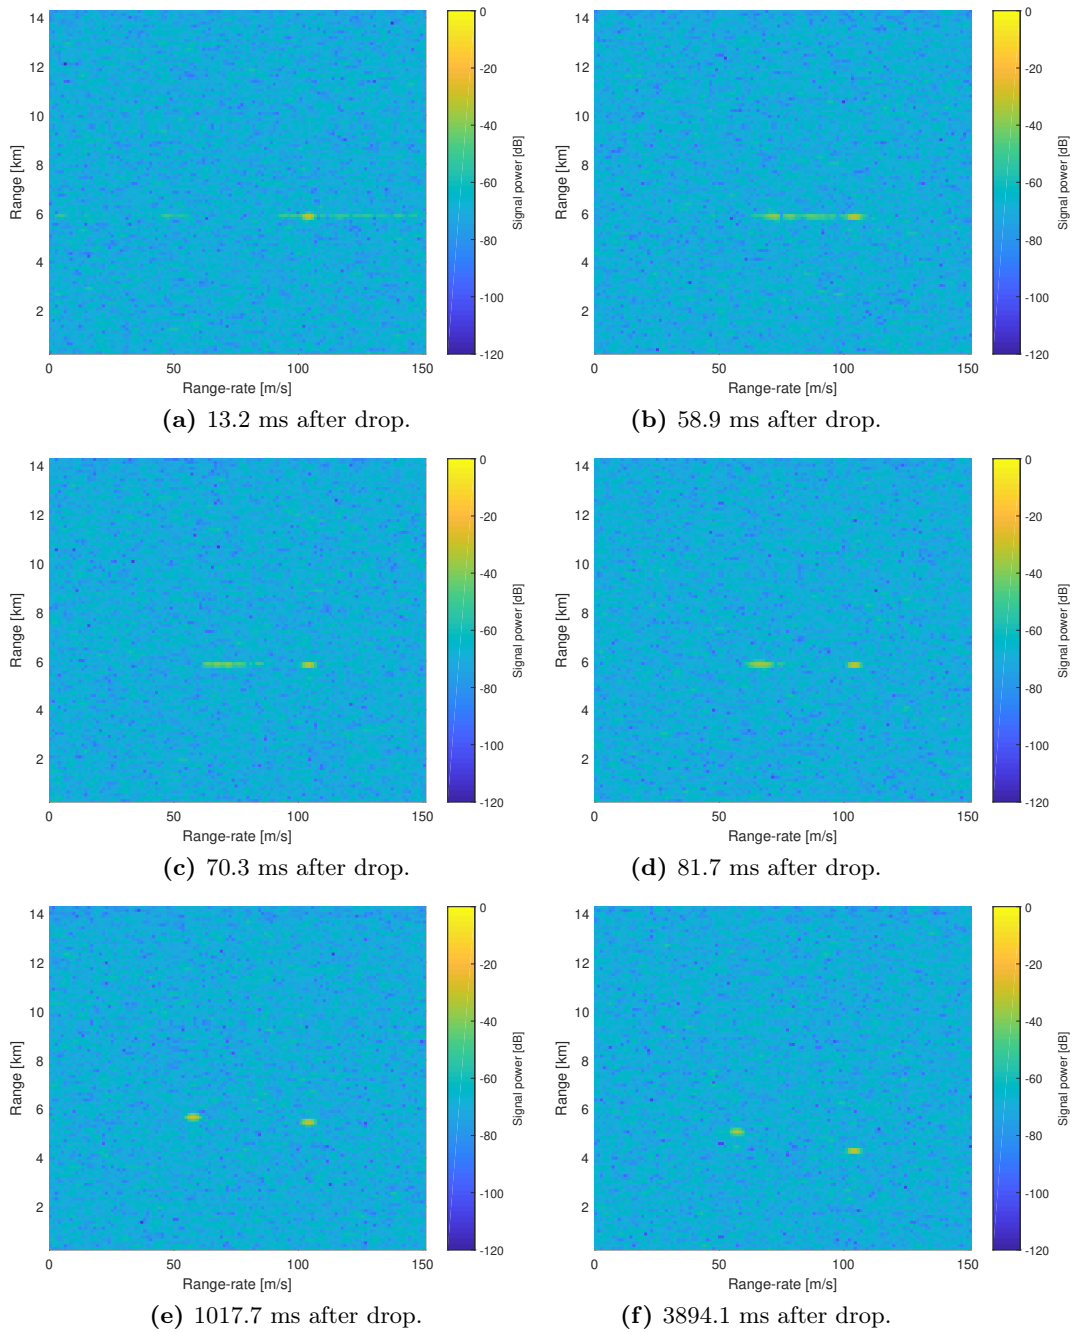 14
12
10
8
6
4
2
Range [km]
0 50 100 150
Range-rate [m/s]
0
-20
-40
-60
-80
-100
-120
Signal power [dB]
(a) 13.2 ms after drop.
14
12
10
8
6
4
2
Range [km]
0 50 100 150
Range-rate [m/s]
0
-20
-40
-60
-80
-100
-120
Signal power [dB]
(b) 58.9 ms after drop.
14
12
10
8
6
4
2
Range [km]
0 50 100 150
Range-rate [m/s]
0
-20
-40
-60
-80
-100
-120
Signal power [dB]
(c) 70.3 ms after drop.
14
12
10
8
6
4
2
Range [km]
0 50 100 150
Range-rate [m/s]
0
-20
-40
-60
-80
-100
-120
Signal power [dB]
(d) 81.7 ms after drop.
14
12
10
8
6
4
2
Range [km]
0 50 100 150
Range-rate [m/s]
0
-20
-40
-60
-80
-100
-120
Signal power [dB]
(e) 1017.7 ms after drop.
14
12
10
8
6
4
2
Range [km]
0 50 100 150
Range-rate [m/s]
0
-20
-40
-60
-80
-100
-120
Signal power [dB]
(f) 3894.1 ms after drop.